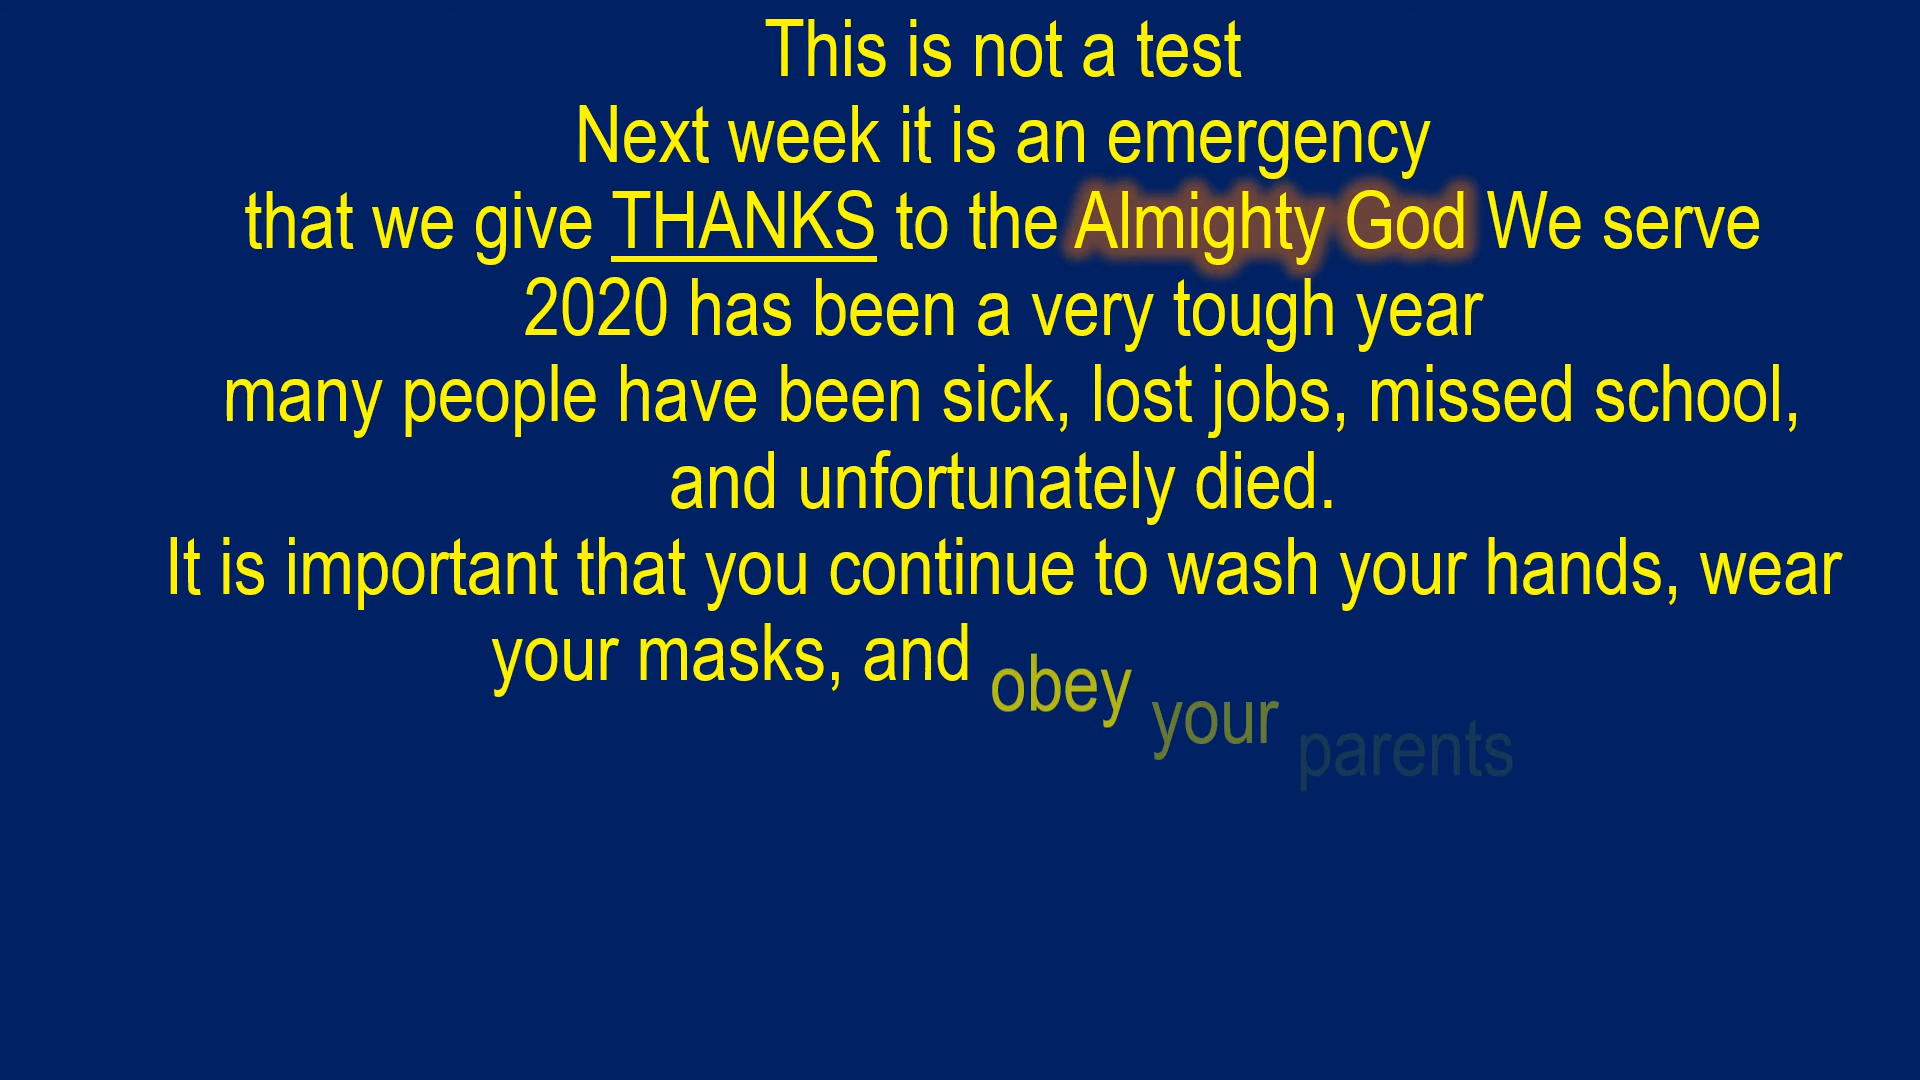 This is not a test
Next week it is an emergency
that we give THANKS to the Almighty God We serve
2020 has been a very tough year
many people have been sick, lost jobs, missed school,
and unfortunately died.
It is important that you continue to wash your hands, wear
your masks, and obey your parents